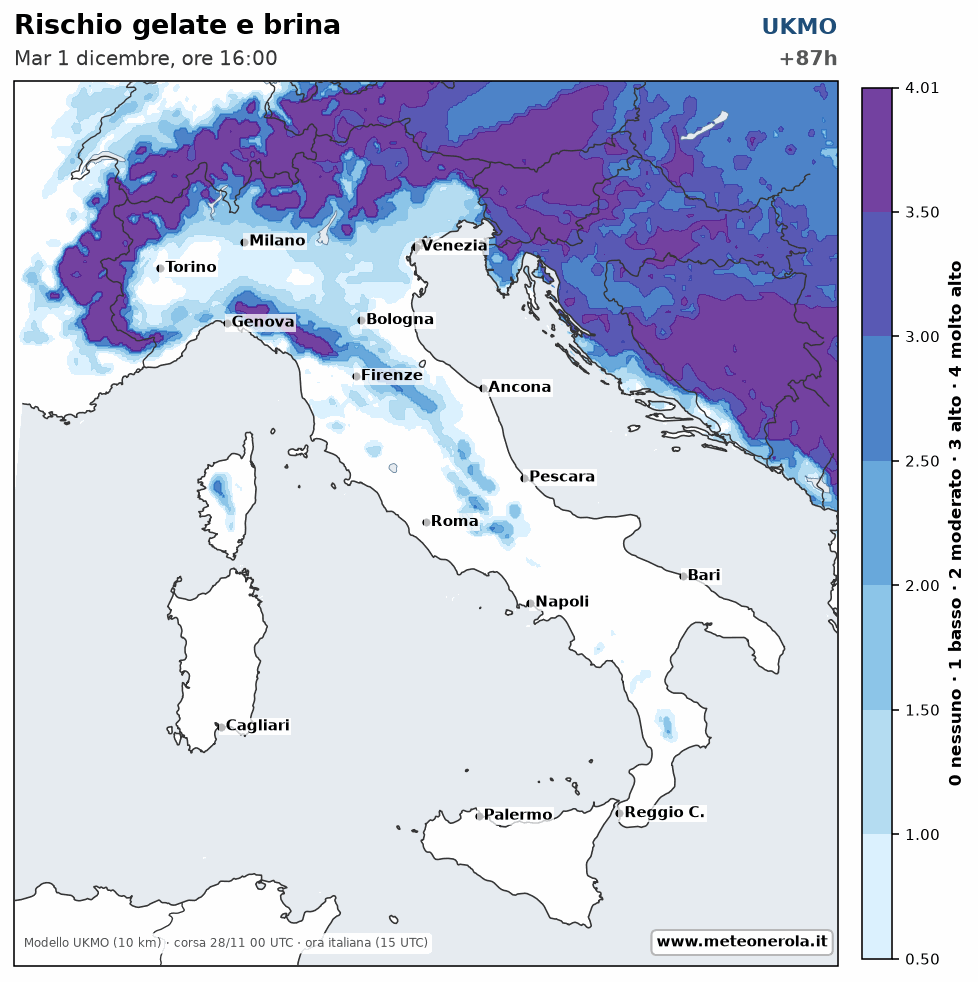 Rischio gelate e brina
UKMO
Mar 1 dicembre, ore 16:00
+87h
4.01
3.50
3.00
2.50
2.00
1.50
1.00
0.50
0 nessuno · 1 basso · 2 moderato · 3 alto · 4 molto alto
Milano
Venezia
Torino
Bologna
Genova
Firenze
Ancona
Pescara
Roma
Bari
Napoli
Cagliari
Palermo
Reggio C.
Modello UKMO (10 km) · corsa 28/11 00 UTC · ora italiana (15 UTC)
www.meteonerola.it